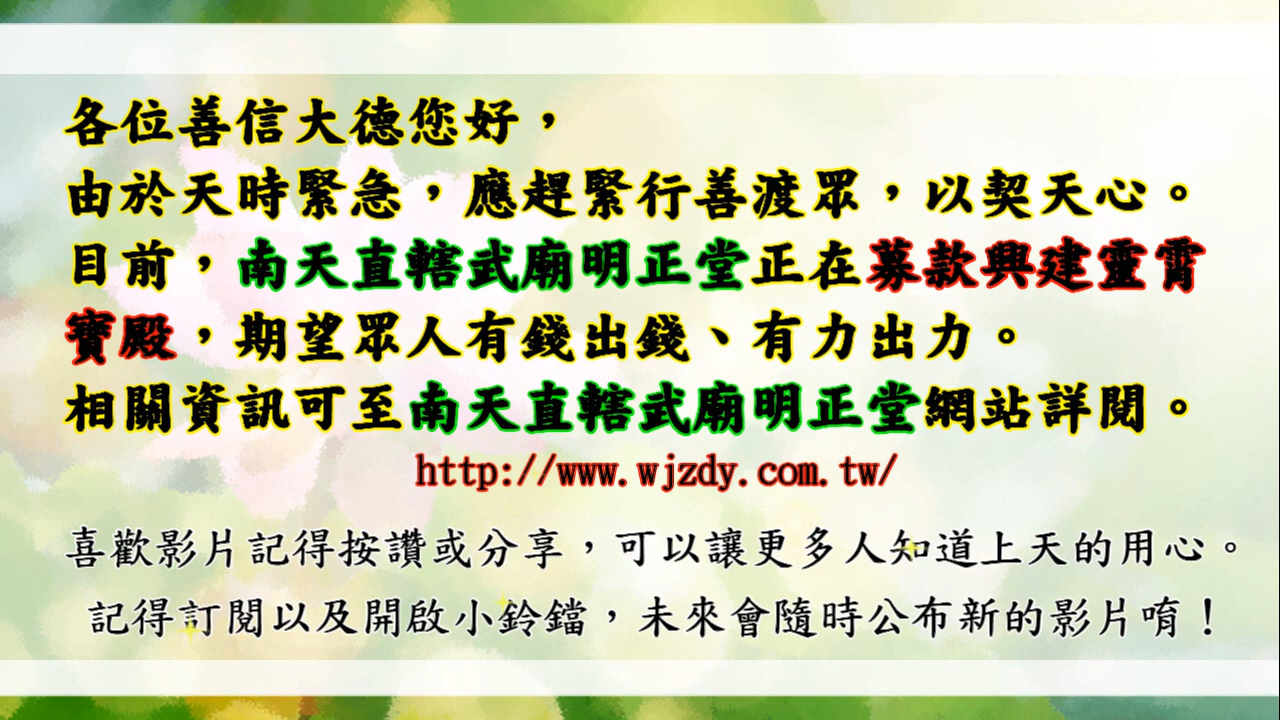 各位善信大德您好，
由於天時緊急，應趕緊行善渡眾，以契天心。
目前，南天直轄武廟明正堂正在募款興建靈霄
寶殿，期望眾人有錢出錢、有力出力。
相關資訊可至南天直轄武廟明正堂網站詳閱。
http://www.wjzdy.com.tw/
喜歡影片記得按讚或分享，可以讓更多人知道上天的用心。
記得訂閱以及開啟小鈴鐺，未來會隨時公布新的影片唷！